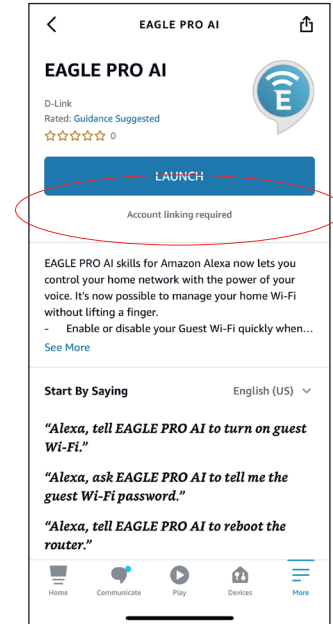 EAGLE PRO AI
EAGLE PRO AI
D-Link
Rated: Guidance Suggested
0
LAUNCH
Account linking required
EAGLE PRO AI skills for Amazon Alexa now lets you
control your home network with the power of your
voice. It's now possible to manage your home Wi-Fi
without lifting a finger.
- Enable or disable your Guest Wi-Fi quickly when...
See More
Start By Saying English (US)
“Alexa, tell EAGLE PRO AI to turn on guest
Wi-Fi.”
“Alexa, ask EAGLE PRO AI to tell me the
guest Wi-Fi password.”
“Alexa, tell EAGLE PRO AI to reboot the
router.”
Home Communicate Play Devices More